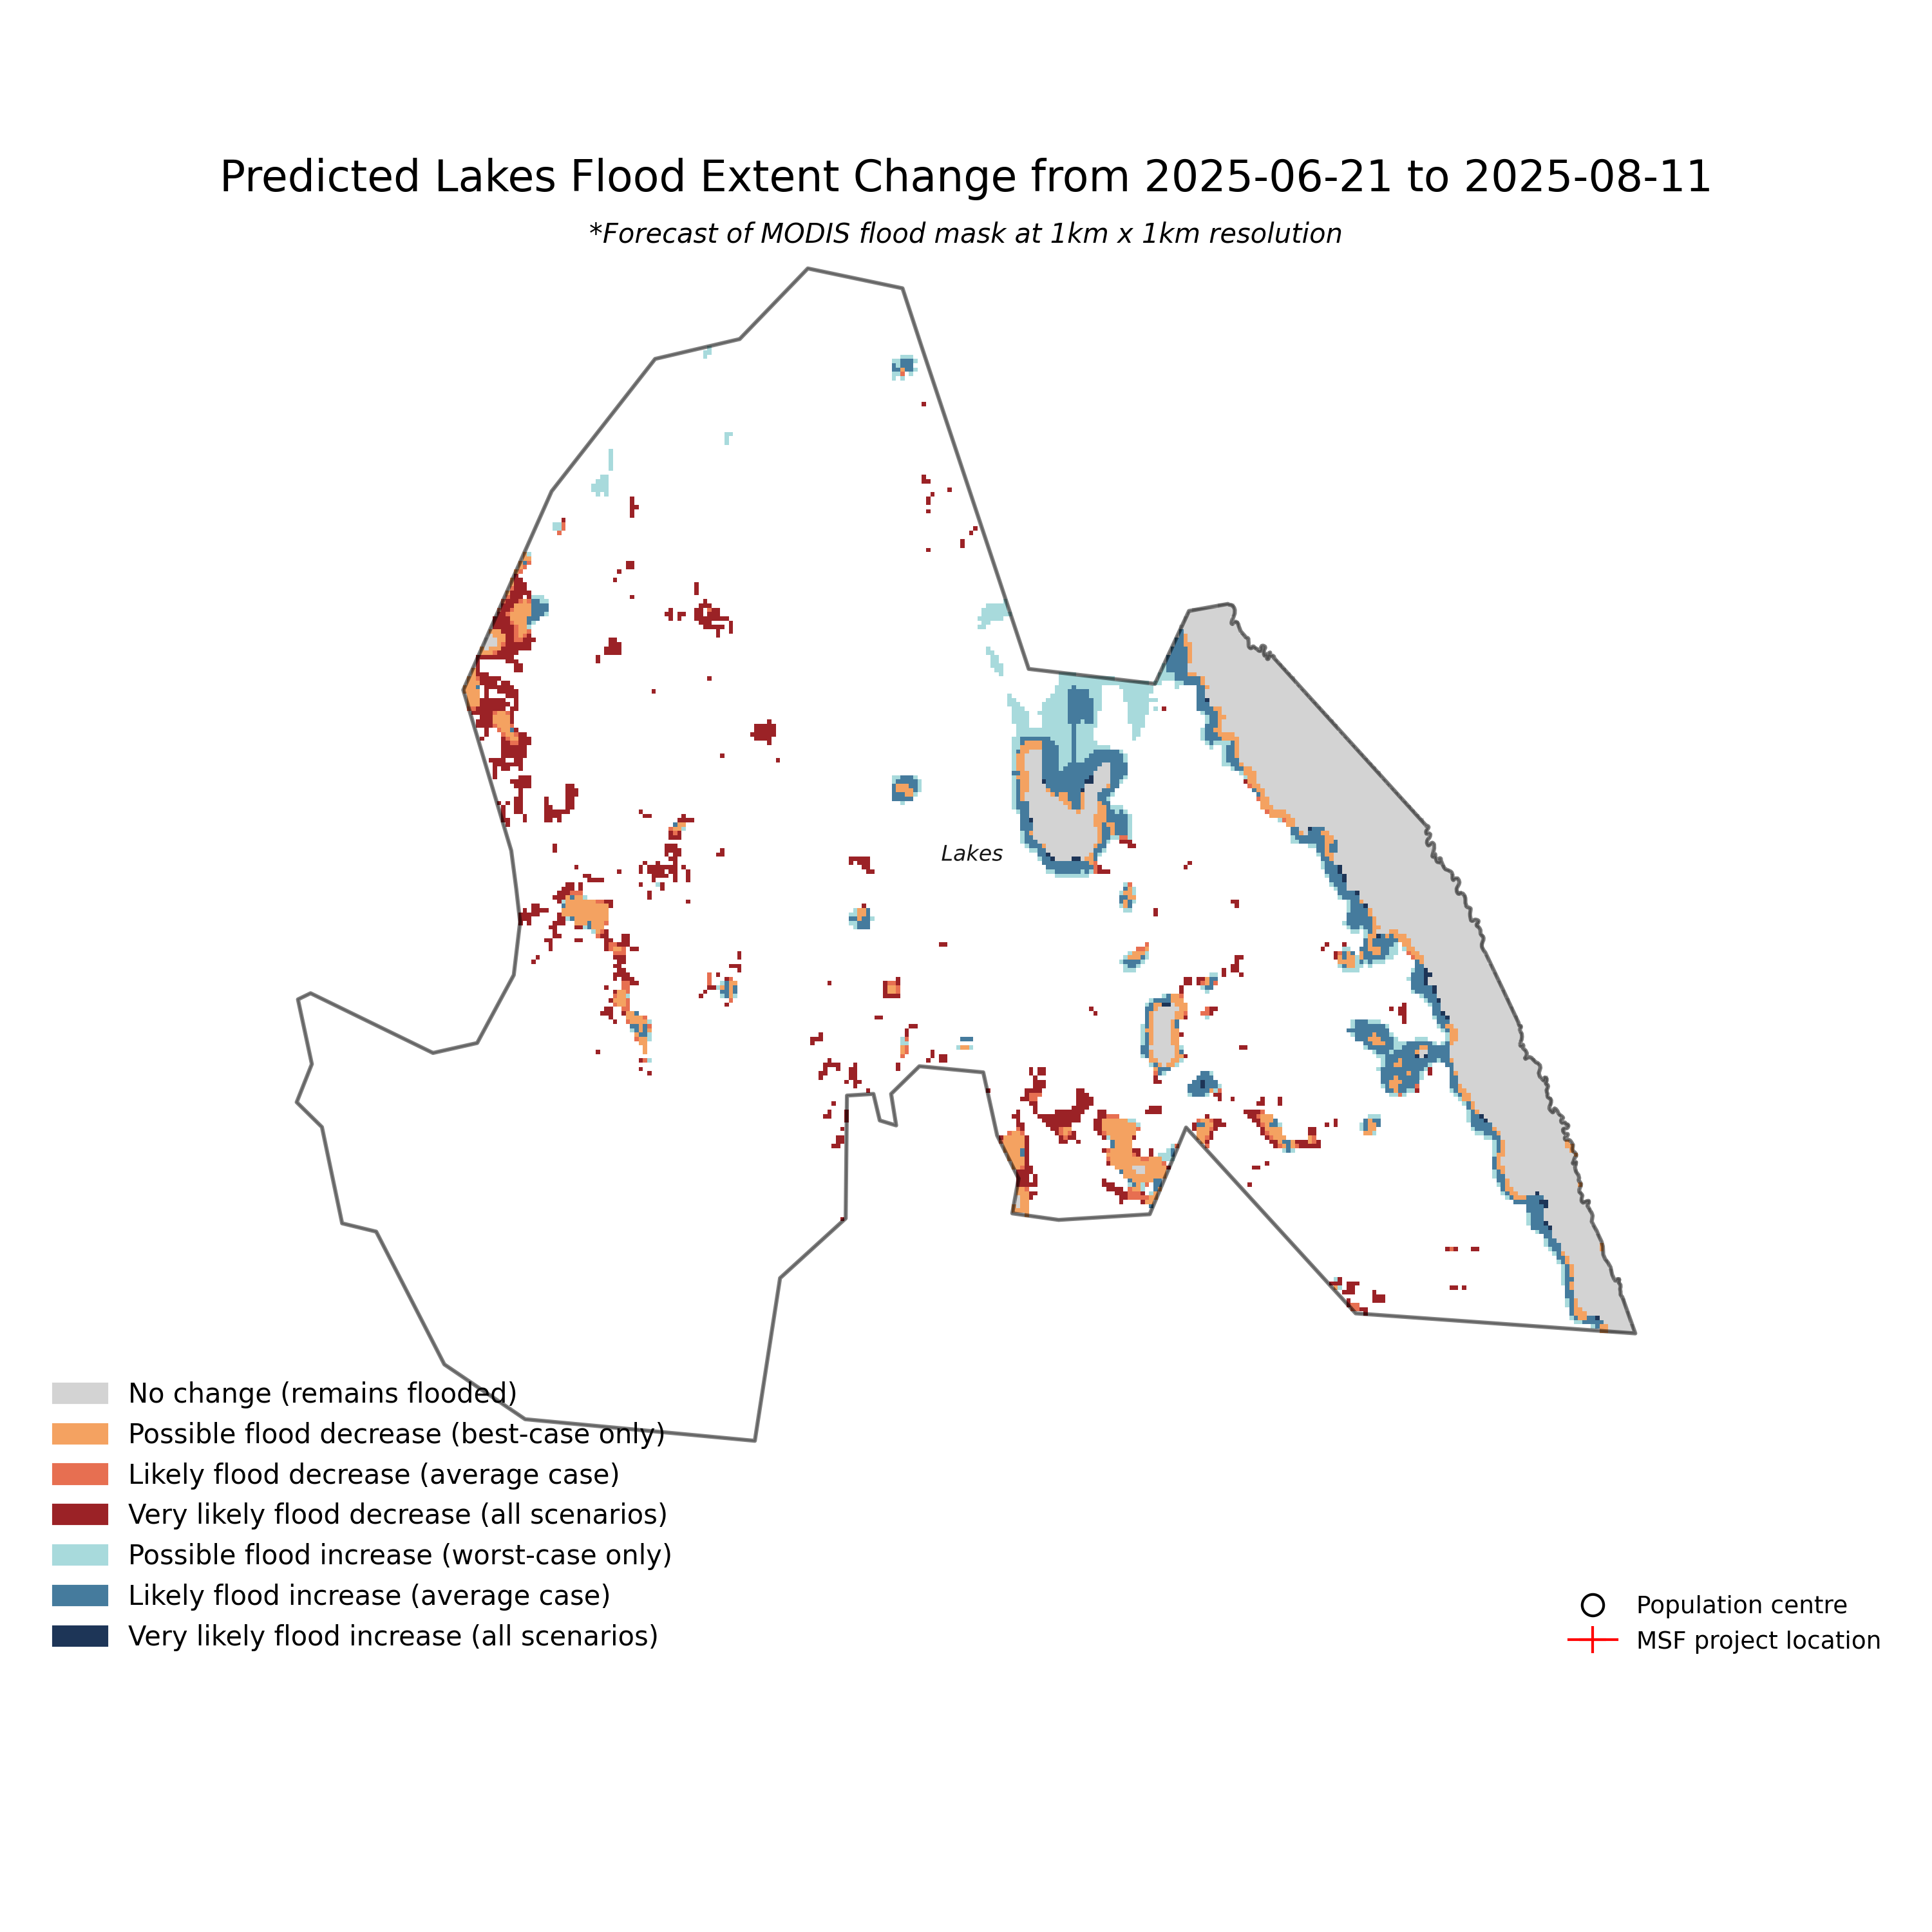 Predicted Lakes Flood Extent Change from 2025-06-21 to 2025-08-11
*Forecast of MODIS flood mask at 1km x 1km resolution
Lakes
No change (remains flooded)
Possible flood decrease (best-case only)
Likely flood decrease (average case)
Very likely flood decrease (all scenarios)
Possible flood increase (worst-case only)
Likely flood increase (average case)
Very likely flood increase (all scenarios)
Population centre
MSF project location